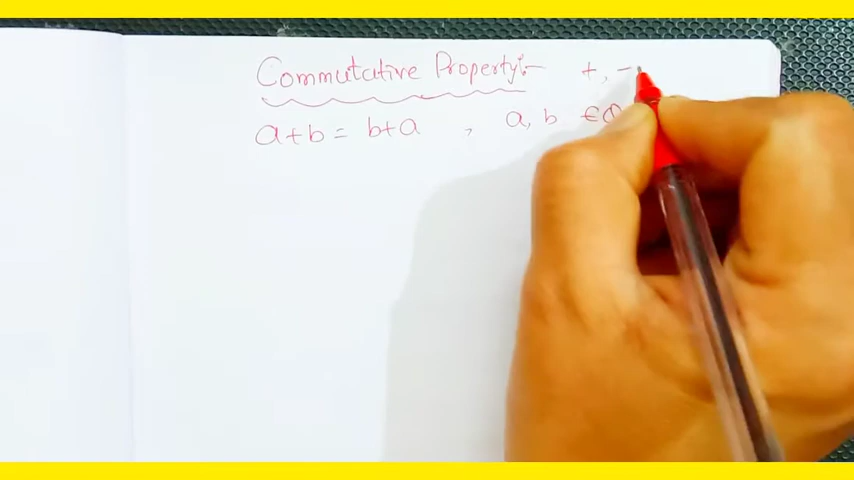 Commutative Property:- +, -
a+b = b+a , a, b ∈ Q